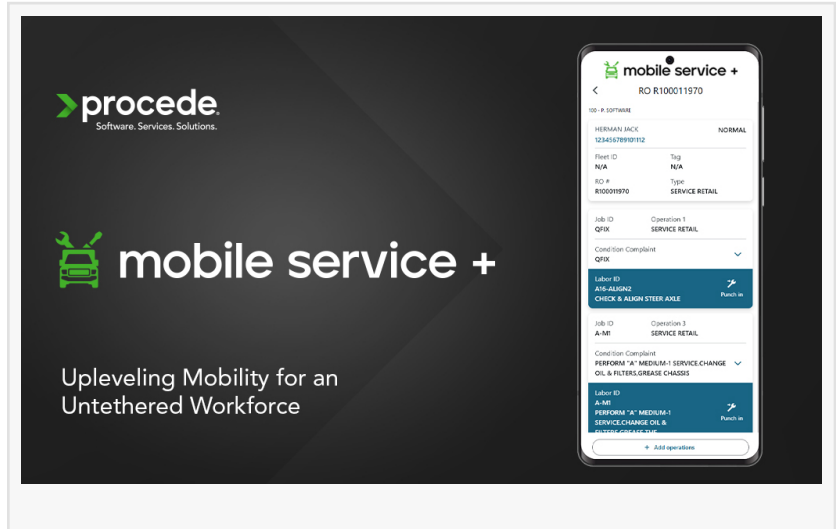 procede.
Software. Services. Solutions.
mobile service +
Upleveling Mobility for an
Untethered Workforce
mobile service +
RO R100011970
100 - P. SOFTWARE
HERMAN JACK NORMAL
123456789101112
Fleet ID Tag
N/A N/A
RO # Type
R100011970 SERVICE RETAIL
Job ID Operation 1
QFIX SERVICE RETAIL
Condition Complaint
QFIX
Labor ID
A16-ALIGN2
CHECK & ALIGN STEER AXLE Punch in
Job ID Operation 3
A-M1 SERVICE RETAIL
Condition Complaint
PERFORM "A" MEDIUM-1 SERVICE.CHANGE
OIL & FILTERS,GREASE CHASSIS
Labor ID
A-M1
PERFORM "A" MEDIUM-1
SERVICE.CHANGE OIL & Punch in
FILTERS,GREASE THE
+ Add operations